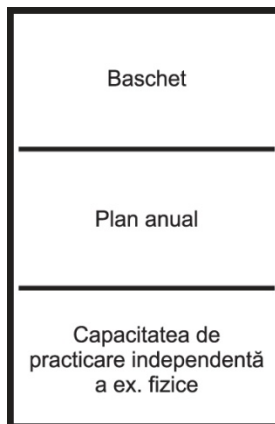 Baschet
Plan anual
Capacitatea de
practicare independentă
a ex. fizice